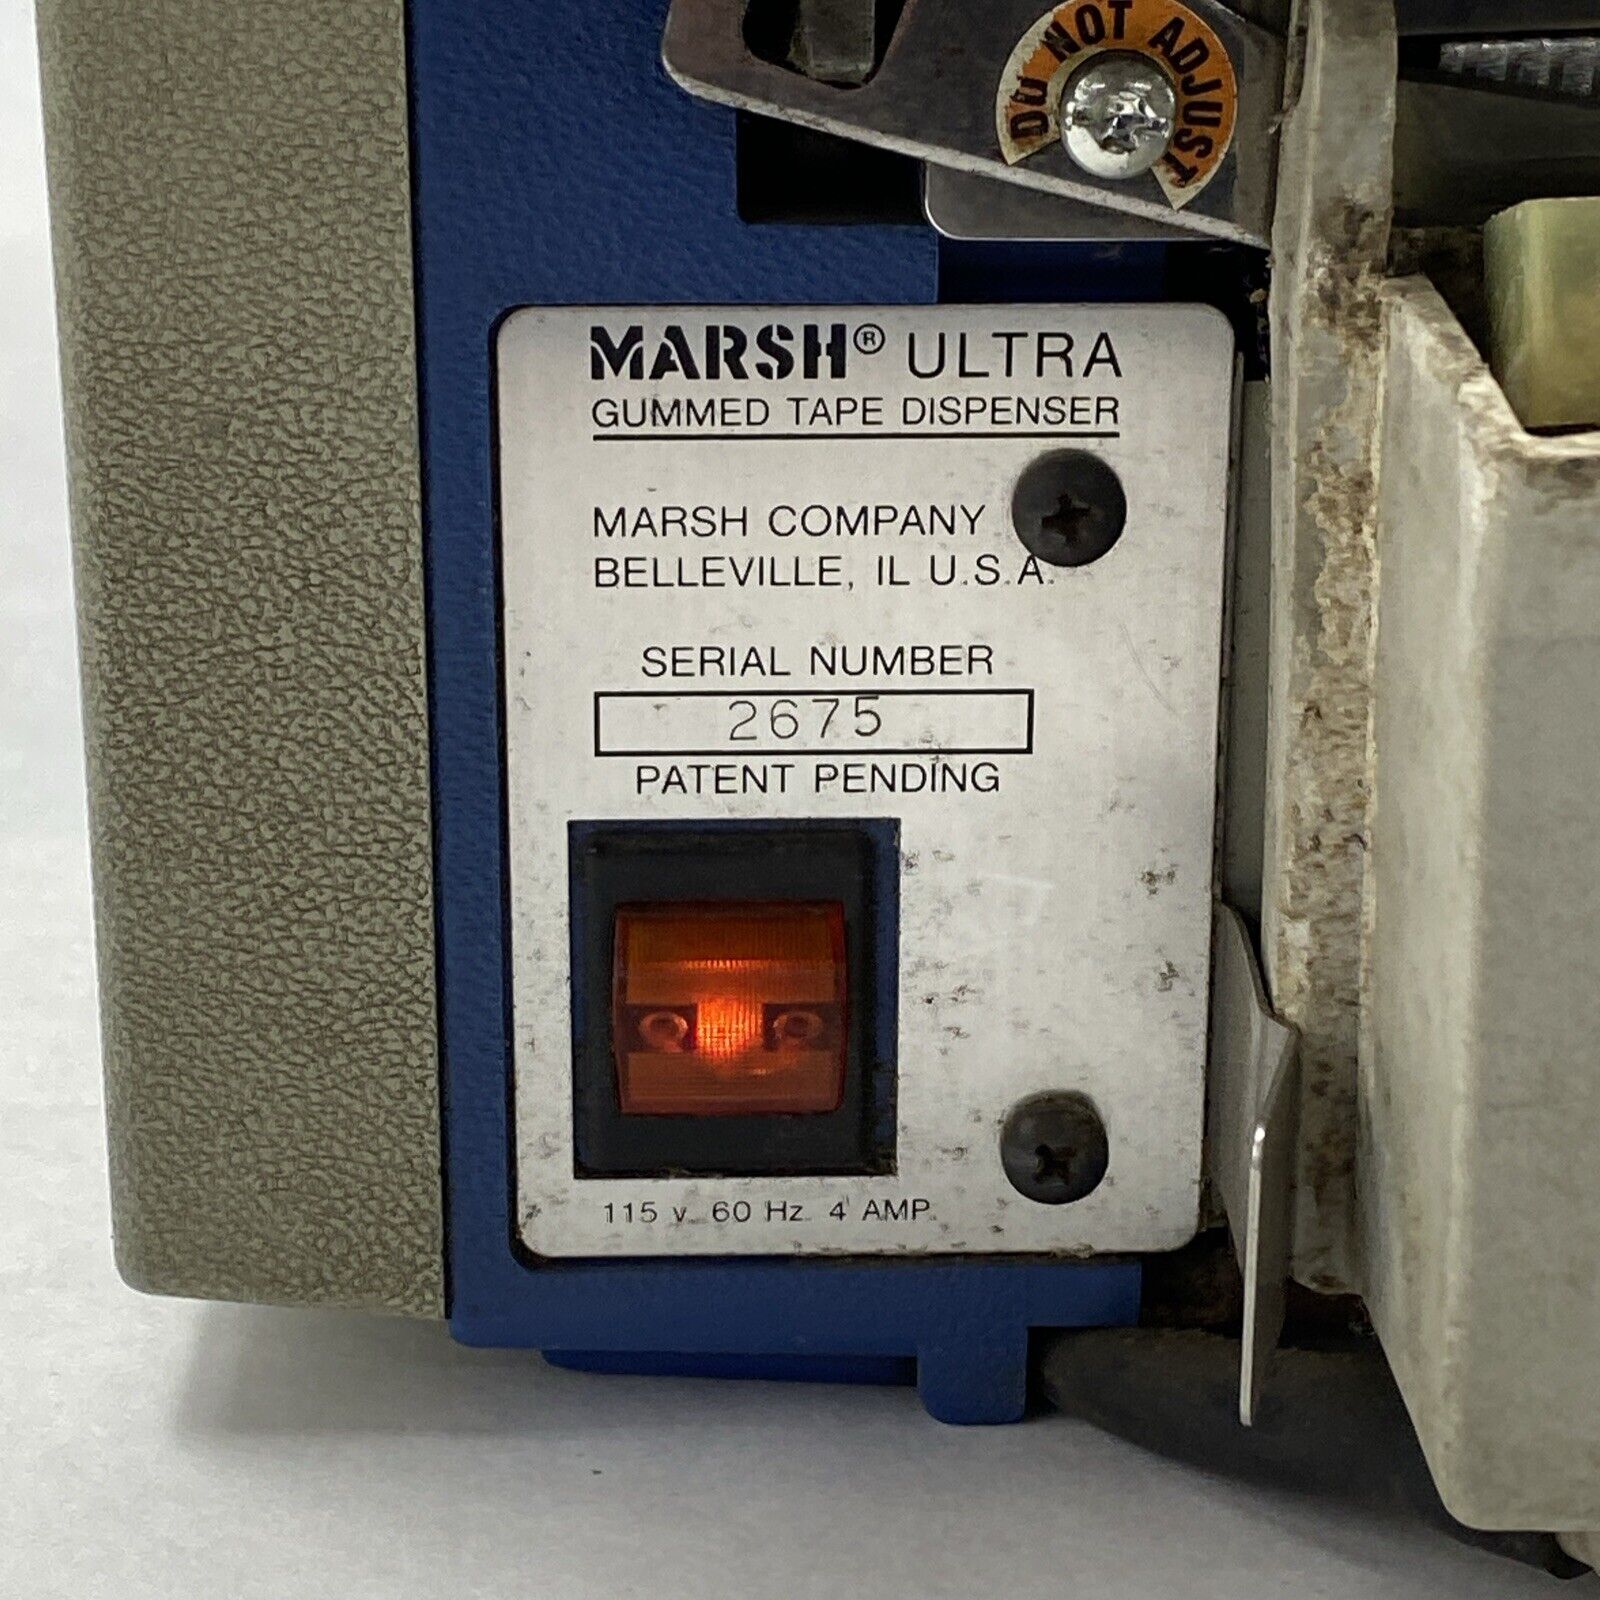 DO NOT ADJUST
MARSH® ULTRA
GUMMED TAPE DISPENSER
MARSH COMPANY
BELLEVILLE, IL U.S.A.
SERIAL NUMBER
2675
PATENT PENDING
115 v. 60 Hz. 4 AMP.